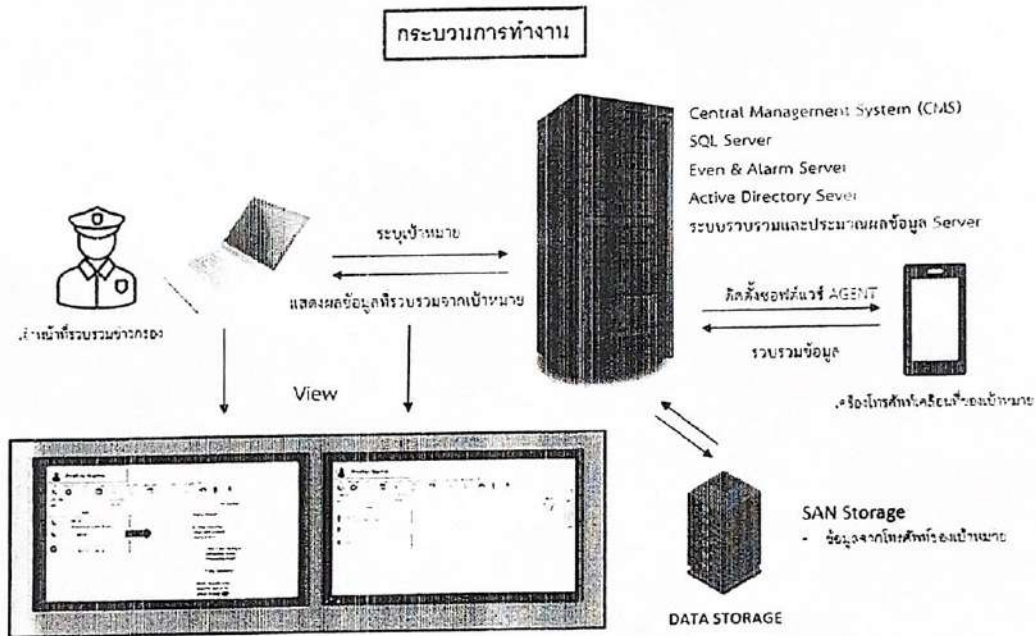 กระบวนการทำงาน
Central Management System (CMS)
SQL Server
Even & Alarm Server
Active Directory Sever
ระบบรวบรวมและประมาณผลข้อมูล Server
ระบุเป้าหมาย
แสดงผลข้อมูลที่รวบรวมจากเป้าหมาย
เจ้าหน้าที่รวบรวมข่าวกรอง
ติดตั้งซอฟต์แวร์ AGENT
รวบรวมข้อมูล
เครื่องโทรศัพท์เคลื่อนที่ของเป้าหมาย
View
SAN Storage
- ข้อมูลจากโทรศัพท์ของเป้าหมาย
DATA STORAGE